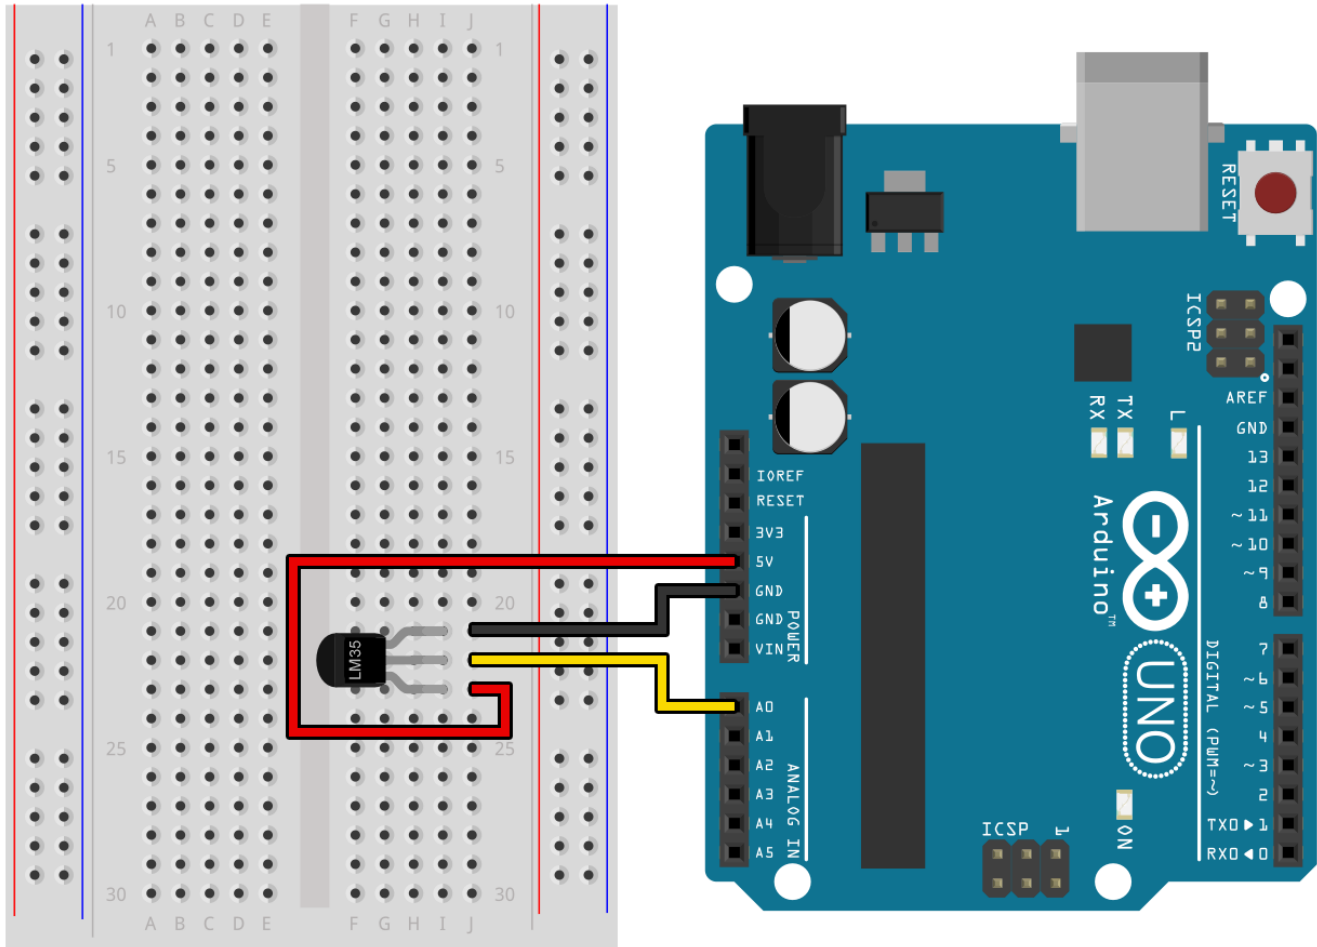 A B C D E F G H I J
1 1
5 5
10 10
15 15
20 20
25 25
30 30
A B C D E F G H I J
LM35
RESET
ICSP2
IOREF
RESET
3V3
5V
GND
GND
VIN
POWER
A0
A1
A2
A3
A4
A5
ANALOG IN
RX
TX
L
Arduino™
UNO
AREF
GND
13
12
~11
~10
~9
8
7
~6
~5
4
~3
2
TX0▶1
RX0◀0
DIGITAL (PWM=~)
ON
ICSP
1